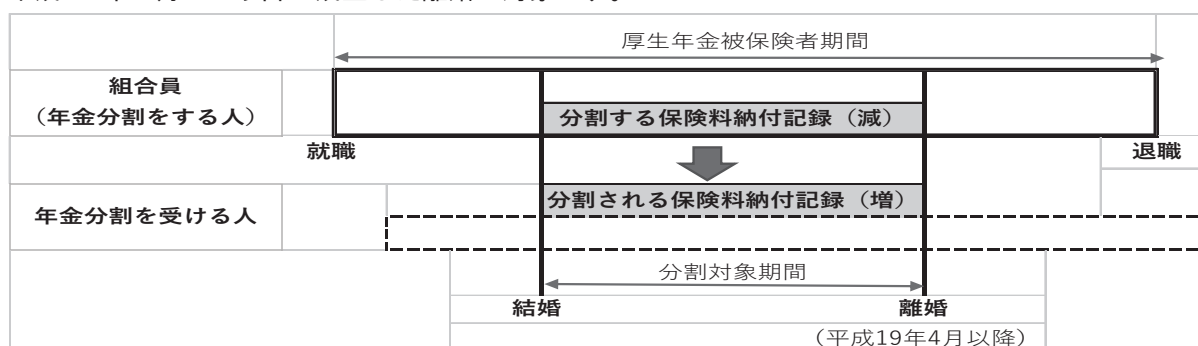 厚生年金被保険者期間
組合員
（年金分割をする人）
分割する保険料納付記録（減）
就職
退職
分割される保険料納付記録（増）
年金分割を受ける人
分割対象期間
結婚
離婚
（平成19年4月以降）